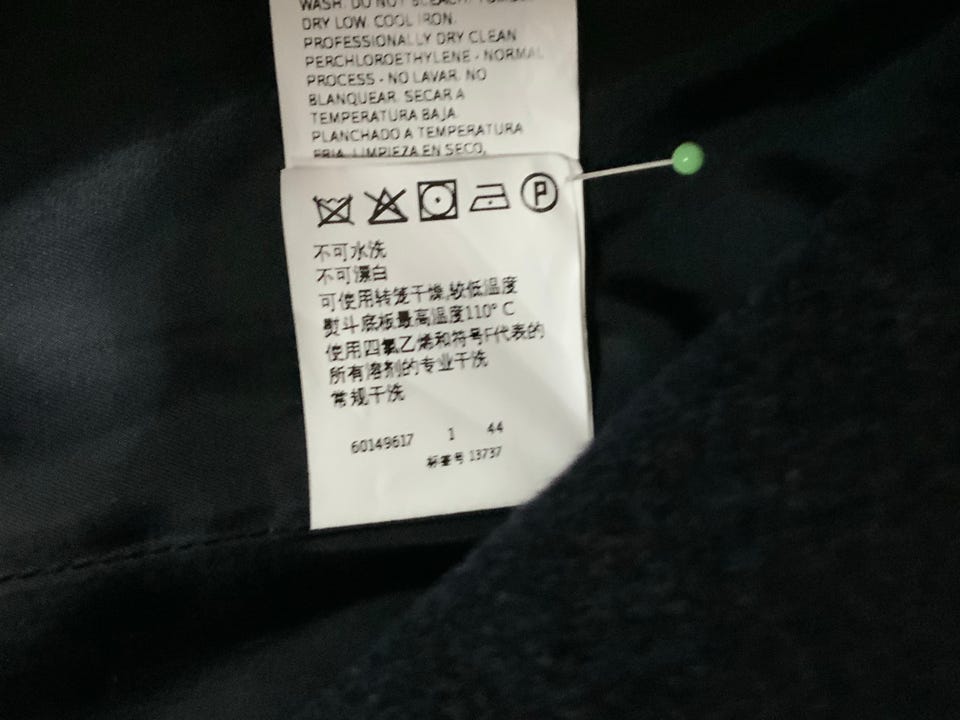 WASH. DO NOT BLEACH. TUMBLE
DRY LOW. COOL IRON.
PROFESSIONALLY DRY CLEAN
PERCHLOROETHYLENE - NORMAL
PROCESS - NO LAVAR. NO
BLANQUEAR. SECAR A
TEMPERATURA BAJA.
PLANCHADO A TEMPERATURA
FRIA. LIMPIEZA EN SECO,
P
不可水洗
不可漂白
可使用转笼干燥,较低温度
熨斗底板最高温度110° C
使用四氯乙烯和符号F代表的
所有溶剂的专业干洗
常规干洗
60149617 1 44
标签号 13737